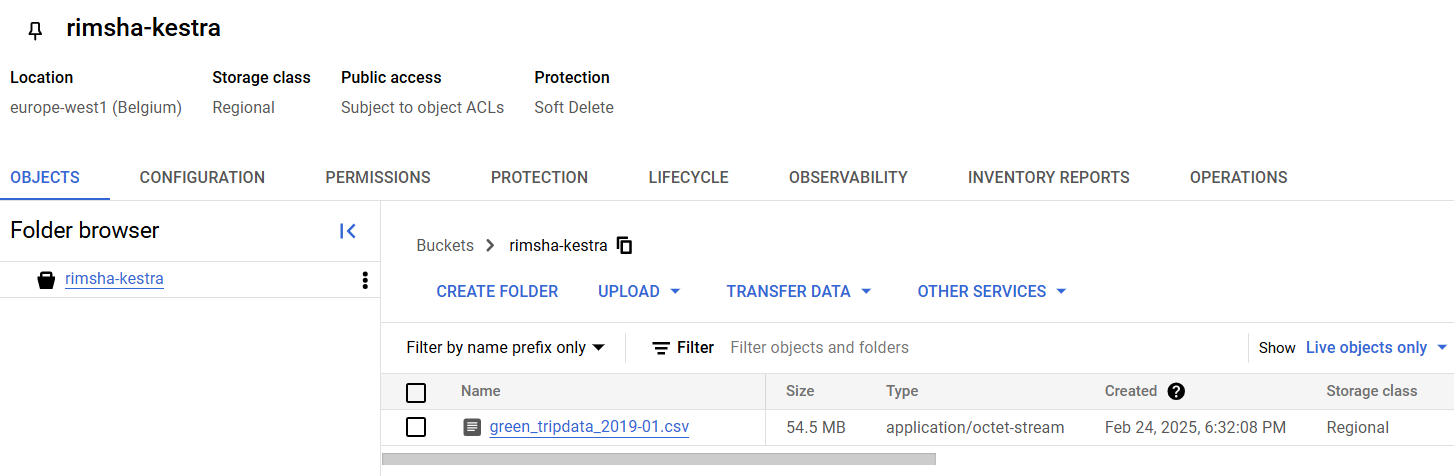 rimsha-kestra
Location Storage class Public access Protection
europe-west1 (Belgium) Regional Subject to object ACLs Soft Delete
OBJECTS CONFIGURATION PERMISSIONS PROTECTION LIFECYCLE OBSERVABILITY INVENTORY REPORTS OPERATIONS
Folder browser
rimsha-kestra
Buckets rimsha-kestra
CREATE FOLDER UPLOAD TRANSFER DATA OTHER SERVICES
Filter by name prefix only Filter Filter objects and folders Show Live objects only
Name Size Type Created ? Storage class
green_tripdata_2019-01.csv 54.5 MB application/octet-stream Feb 24, 2025, 6:32:08 PM Regional